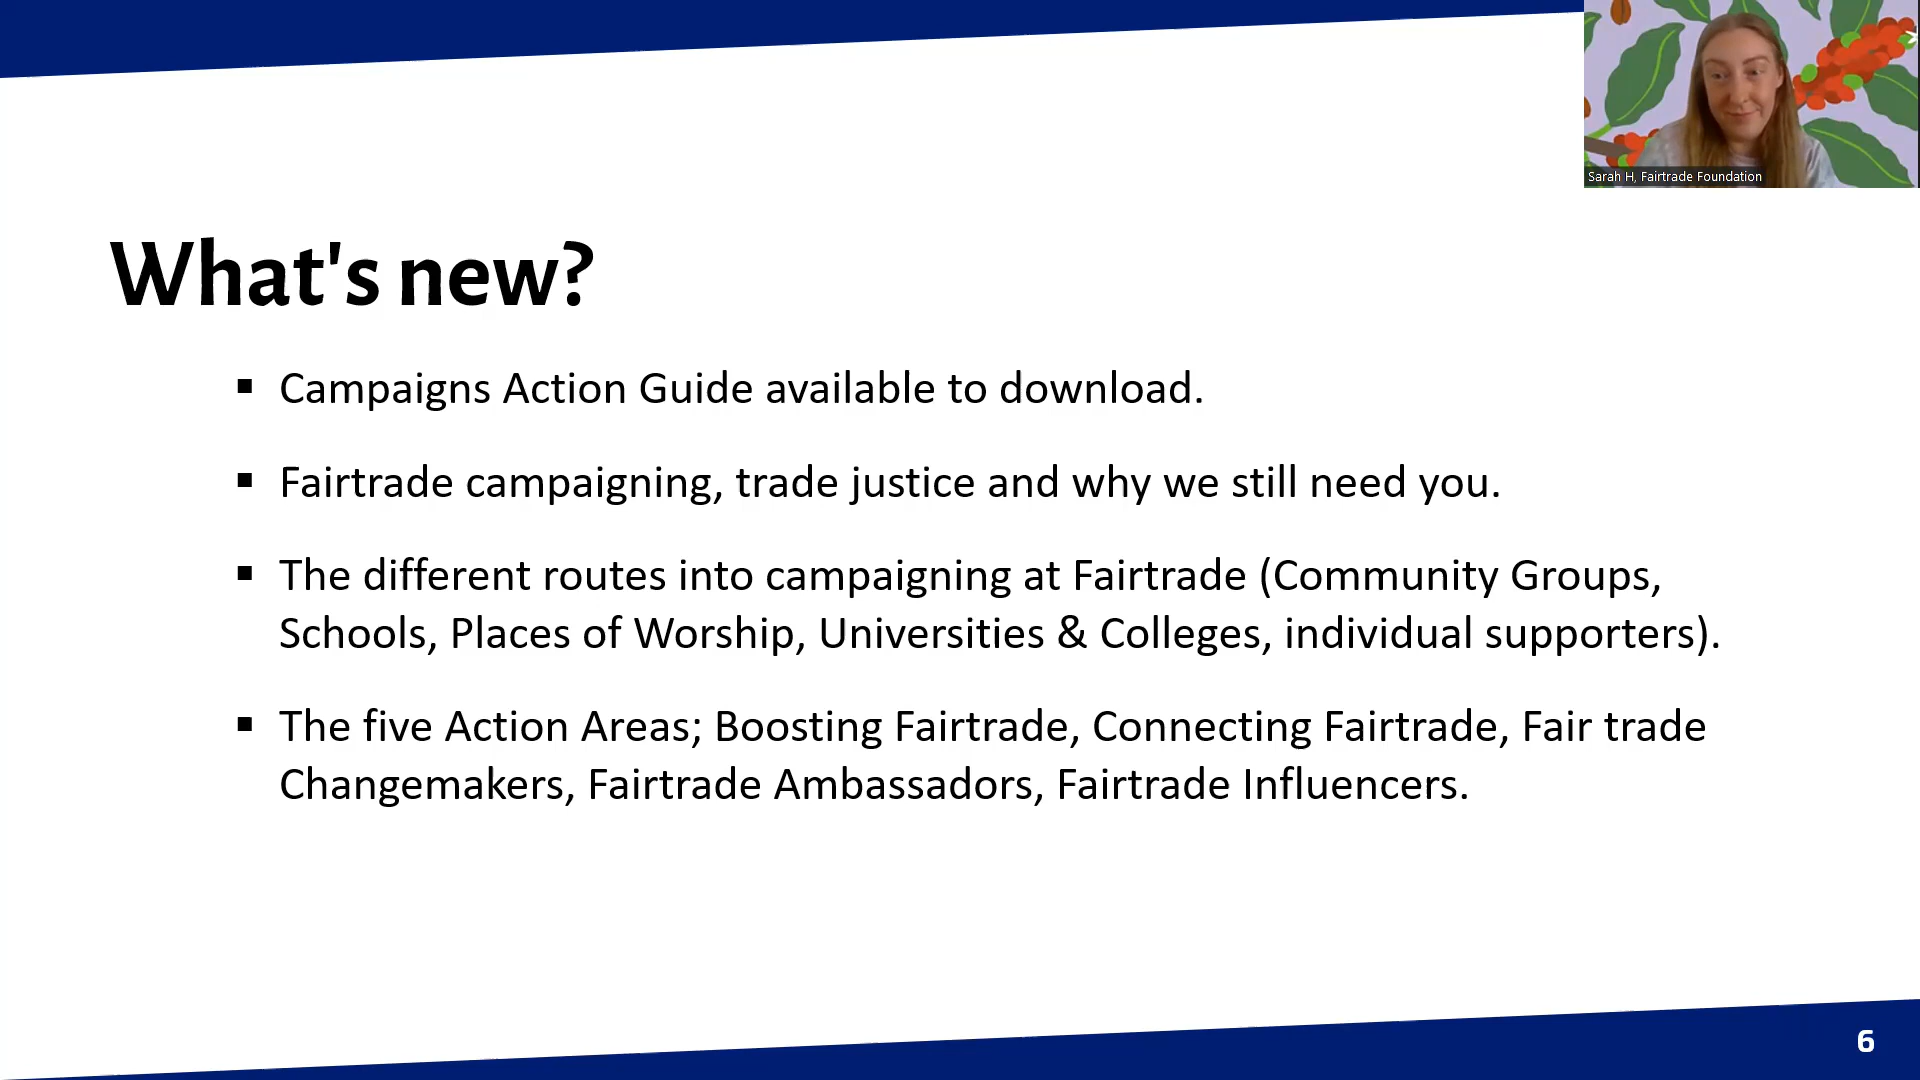 Sarah H, Fairtrade Foundation
What's new?
▪ Campaigns Action Guide available to download.
▪ Fairtrade campaigning, trade justice and why we still need you.
▪ The different routes into campaigning at Fairtrade (Community Groups,
Schools, Places of Worship, Universities & Colleges, individual supporters).
▪ The five Action Areas; Boosting Fairtrade, Connecting Fairtrade, Fair trade
Changemakers, Fairtrade Ambassadors, Fairtrade Influencers.
6